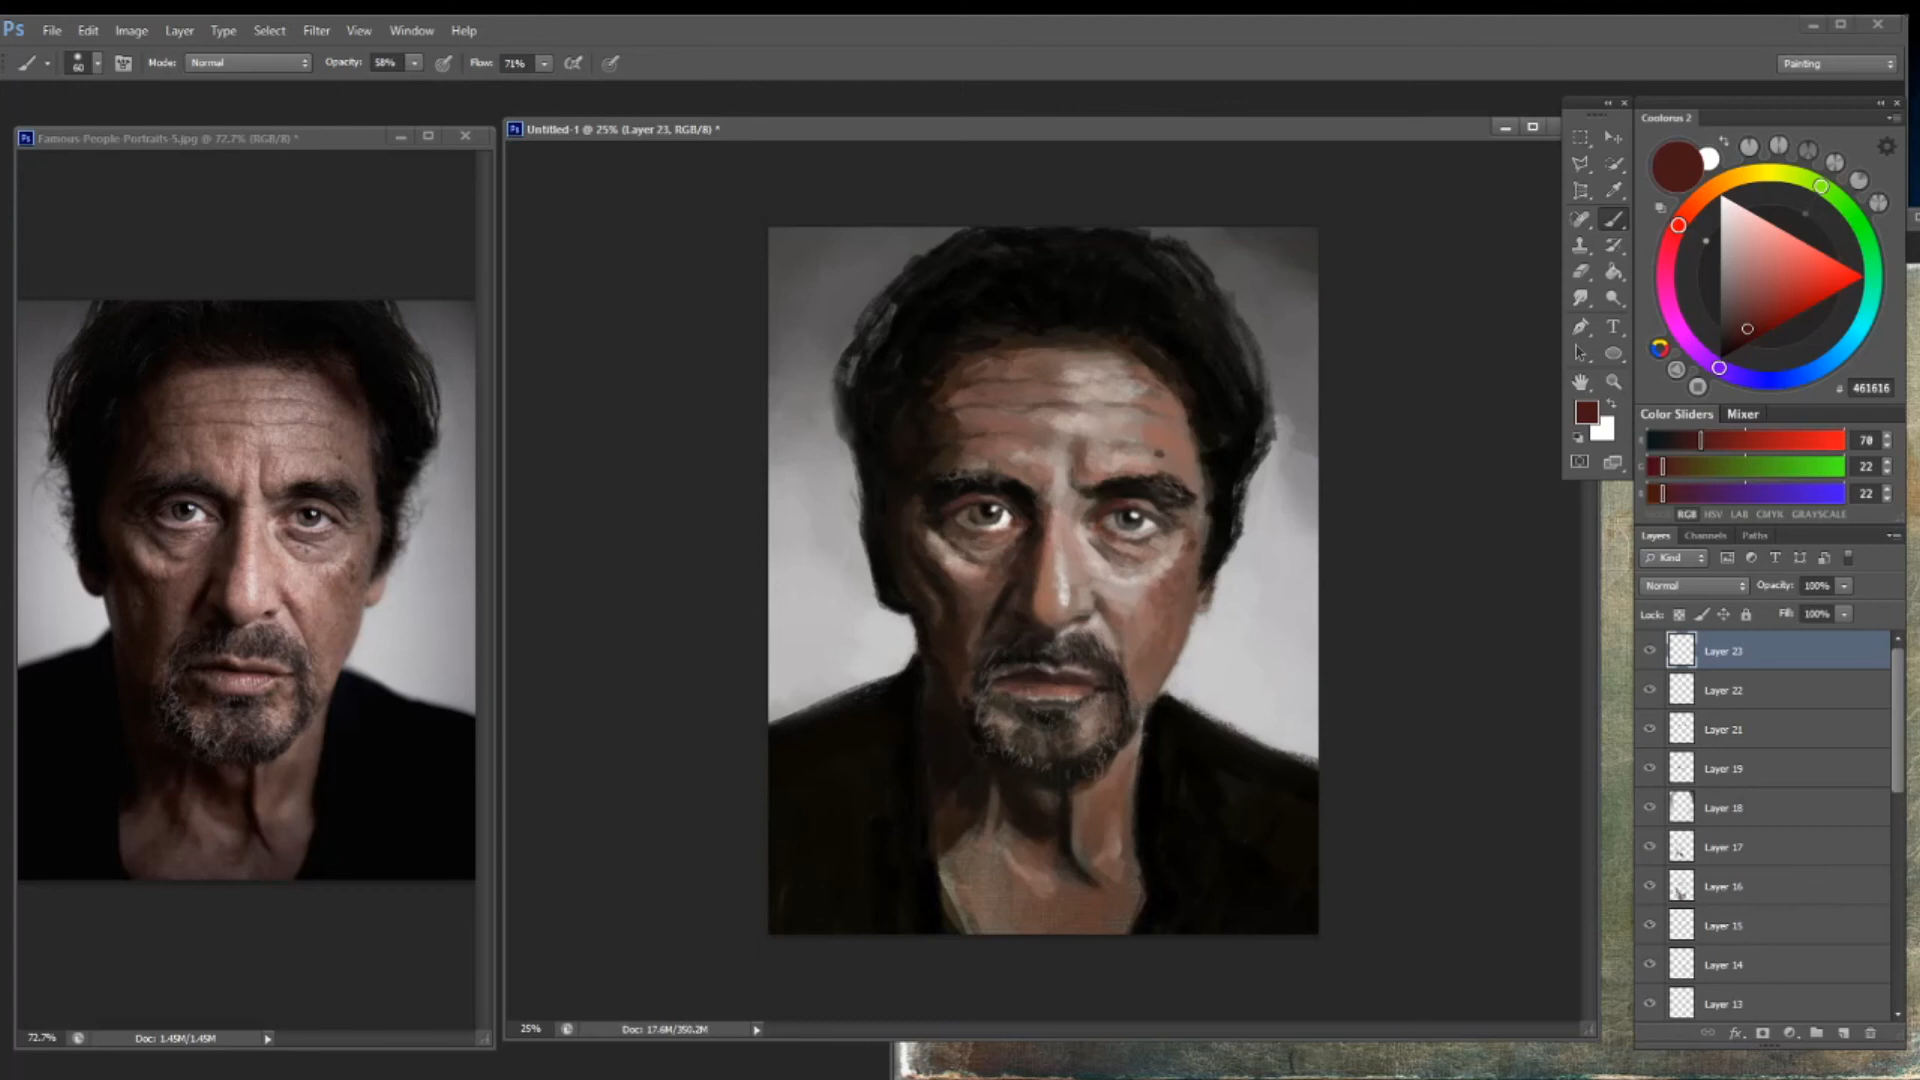 Ps File Edit Image Layer Type Select Filter View Window Help
60 Mode: Normal Opacity: 58% Flow: 71% Painting
Famous-People-Portraits-5.jpg @ 72.7% (RGB/8) *
Ps Untitled-1 @ 25% (Layer 23, RGB/8) *
Coolorus 2
# 461616
Color Sliders Mixer
70
22
22
RGB HSV LAB CMYK GRAYSCALE
Layers Channels Paths
Kind
Normal Opacity: 100%
Lock: Fill: 100%
Layer 23
Layer 22
Layer 21
Layer 19
Layer 18
Layer 17
Layer 16
Layer 15
Layer 14
Layer 13
fx
72.7% Doc: 1.45M/1.45M
25% Doc: 17.6M/350.2M